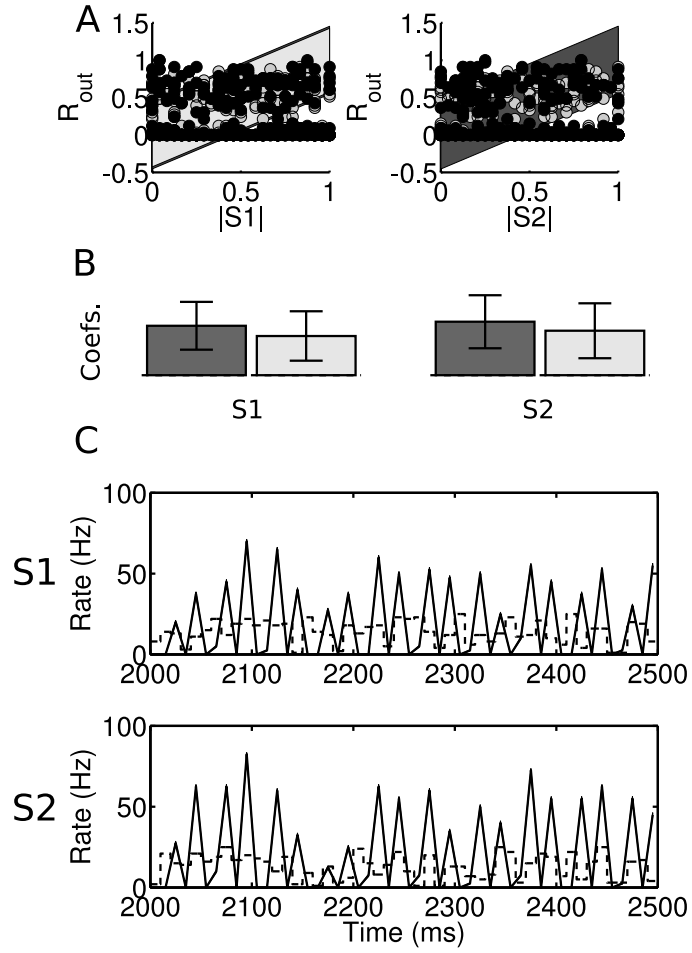 A
1.5
1
0.5
0
-0.5
R_out
0 0.5 1
|S1|
1.5
1
0.5
0
-0.5
R_out
0 0.5 1
|S2|
B
Coefs.
S1 S2
C
S1
Rate (Hz)
100
50
0
2000 2100 2200 2300 2400 2500
S2
Rate (Hz)
100
50
0
2000 2100 2200 2300 2400 2500
Time (ms)